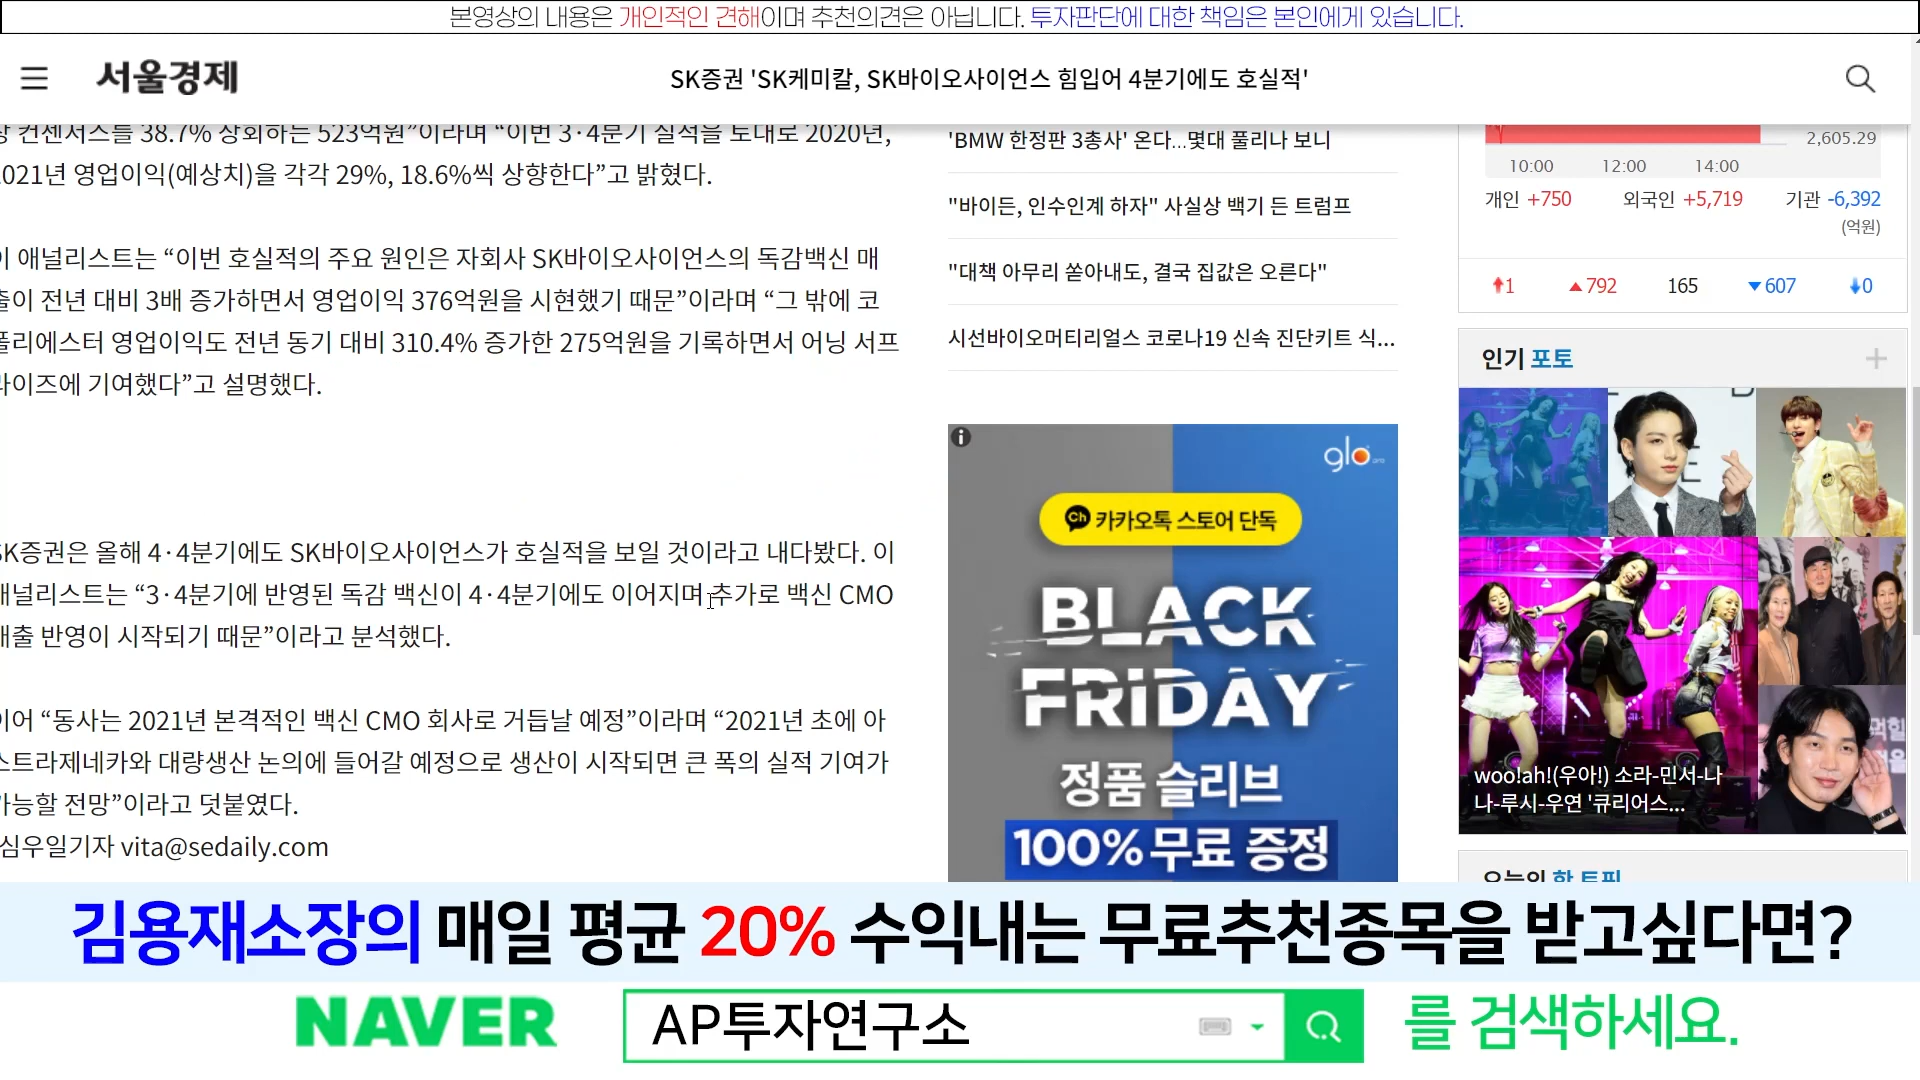 본영상의 내용은 개인적인 견해이며 추천의견은 아닙니다. 투자판단에 대한 책임은 본인에게 있습니다.
서울경제
SK증권 'SK케미칼, SK바이오사이언스 힘입어 4분기에도 호실적'
컨센서스를 38.7% 상회하는 523억원”이라며 “이번 3·4분기 실적을 토대로 2020년,
021년 영업이익(예상치)을 각각 29%, 18.6%씩 상향한다”고 밝혔다.
애널리스트는 “이번 호실적의 주요 원인은 자회사 SK바이오사이언스의 독감백신 매
출이 전년 대비 3배 증가하면서 영업이익 376억원을 시현했기 때문”이라며 “그 밖에 코
폴리에스터 영업이익도 전년 동기 대비 310.4% 증가한 275억원을 기록하면서 어닝 서프
라이즈에 기여했다”고 설명했다.
SK증권은 올해 4·4분기에도 SK바이오사이언스가 호실적을 보일 것이라고 내다봤다. 이
애널리스트는 “3·4분기에 반영된 독감 백신이 4·4분기에도 이어지며 추가로 백신 CMO
매출 반영이 시작되기 때문”이라고 분석했다.
이어 “동사는 2021년 본격적인 백신 CMO 회사로 거듭날 예정”이라며 “2021년 초에 아
스트라제네카와 대량생산 논의에 들어갈 예정으로 생산이 시작되면 큰 폭의 실적 기여가
가능할 전망”이라고 덧붙였다.
심우일기자 vita@sedaily.com
'BMW 한정판 3총사' 온다...몇대 풀리나 보니
"바이든, 인수인계 하자" 사실상 백기 든 트럼프
"대책 아무리 쏟아내도, 결국 집값은 오른다"
시선바이오머티리얼스 코로나19 신속 진단키트 식...
glo
Ch 카카오톡 스토어 단독
BLACK
FRiDAY
정품 슬리브
100% 무료 증정
2,605.29
10:00 12:00 14:00
개인 +750 외국인 +5,719 기관 -6,392
(억원)
1 792 165 607 0
인기 포토
woo!ah!(우아!) 소라-민서-나
나-루시-우연 '큐리어스...
오늘의 핫 토픽
김용재소장의 매일 평균 20% 수익내는 무료추천종목을 받고싶다면?
NAVER AP투자연구소 를 검색하세요.